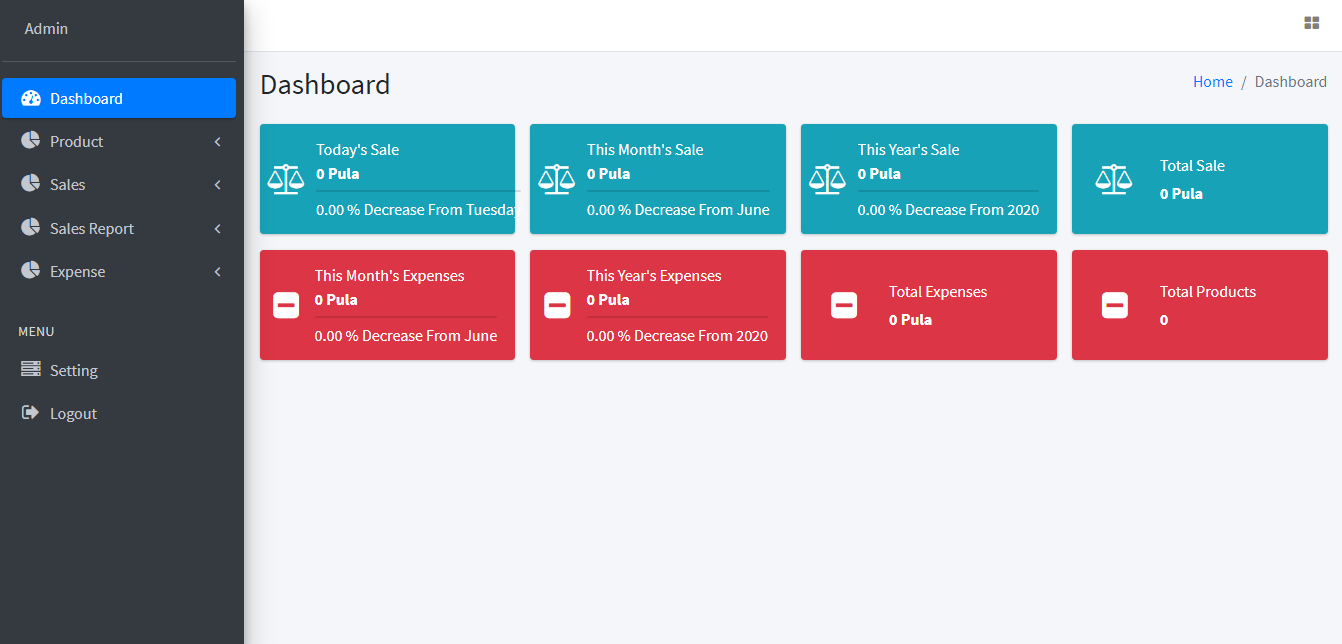 Admin
Dashboard
Product
Sales
Sales Report
Expense
MENU
Setting
Logout
Dashboard
Home / Dashboard
Today's Sale
0 Pula
0.00 % Decrease From Tuesday
This Month's Sale
0 Pula
0.00 % Decrease From June
This Year's Sale
0 Pula
0.00 % Decrease From 2020
Total Sale
0 Pula
This Month's Expenses
0 Pula
0.00 % Decrease From June
This Year's Expenses
0 Pula
0.00 % Decrease From 2020
Total Expenses
0 Pula
Total Products
0